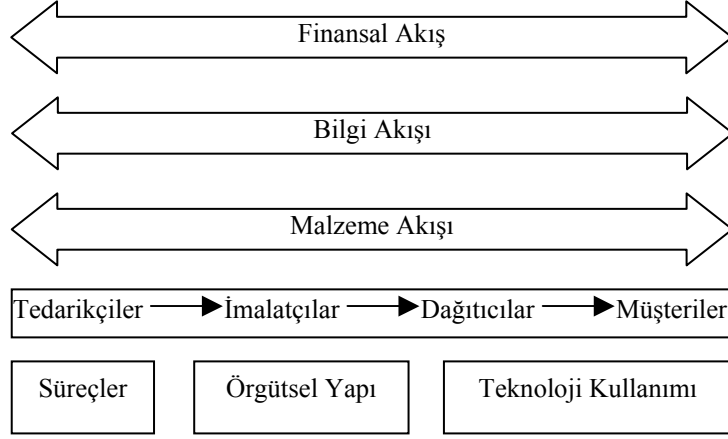 Finansal Akış
Bilgi Akışı
Malzeme Akışı
Tedarikçiler İmalatçılar Dağıtıcılar Müşteriler
Süreçler Örgütsel Yapı Teknoloji Kullanımı